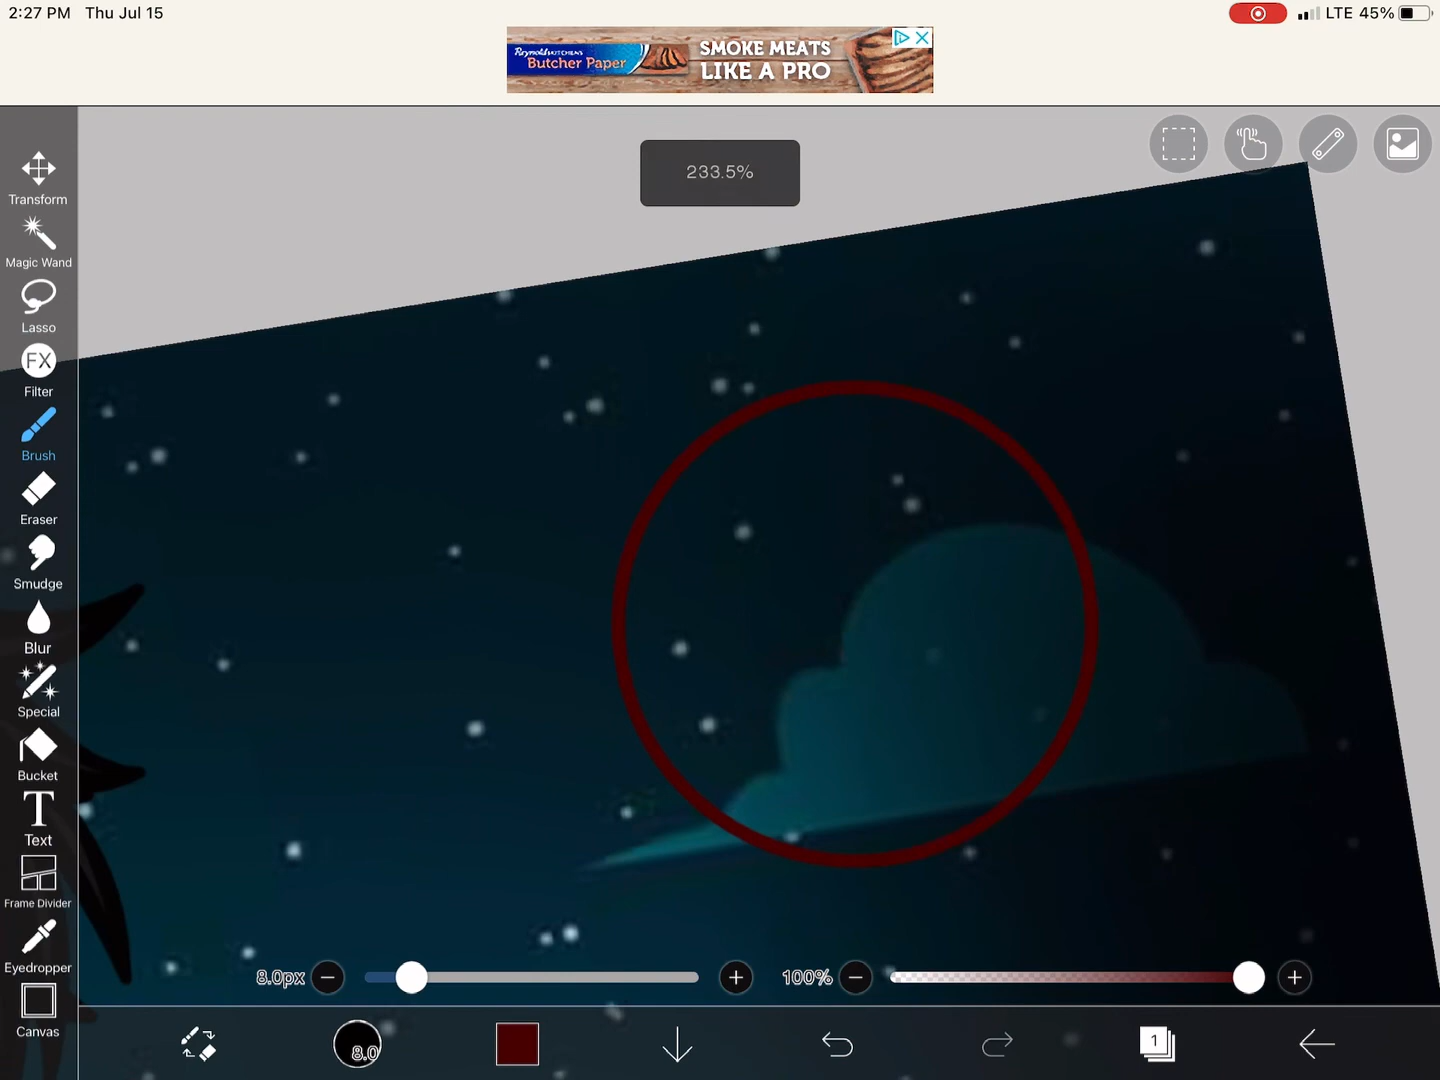 2:27 PM Thu Jul 15
LTE 45%
Reynolds KITCHENS
Butcher Paper
SMOKE MEATS
LIKE A PRO
233.5%
Transform
Magic Wand
Lasso
FX
Filter
Brush
Eraser
Smudge
Blur
Special
Bucket
T
Text
Frame Divider
Eyedropper
Canvas
8.0px
100%
8.0
1